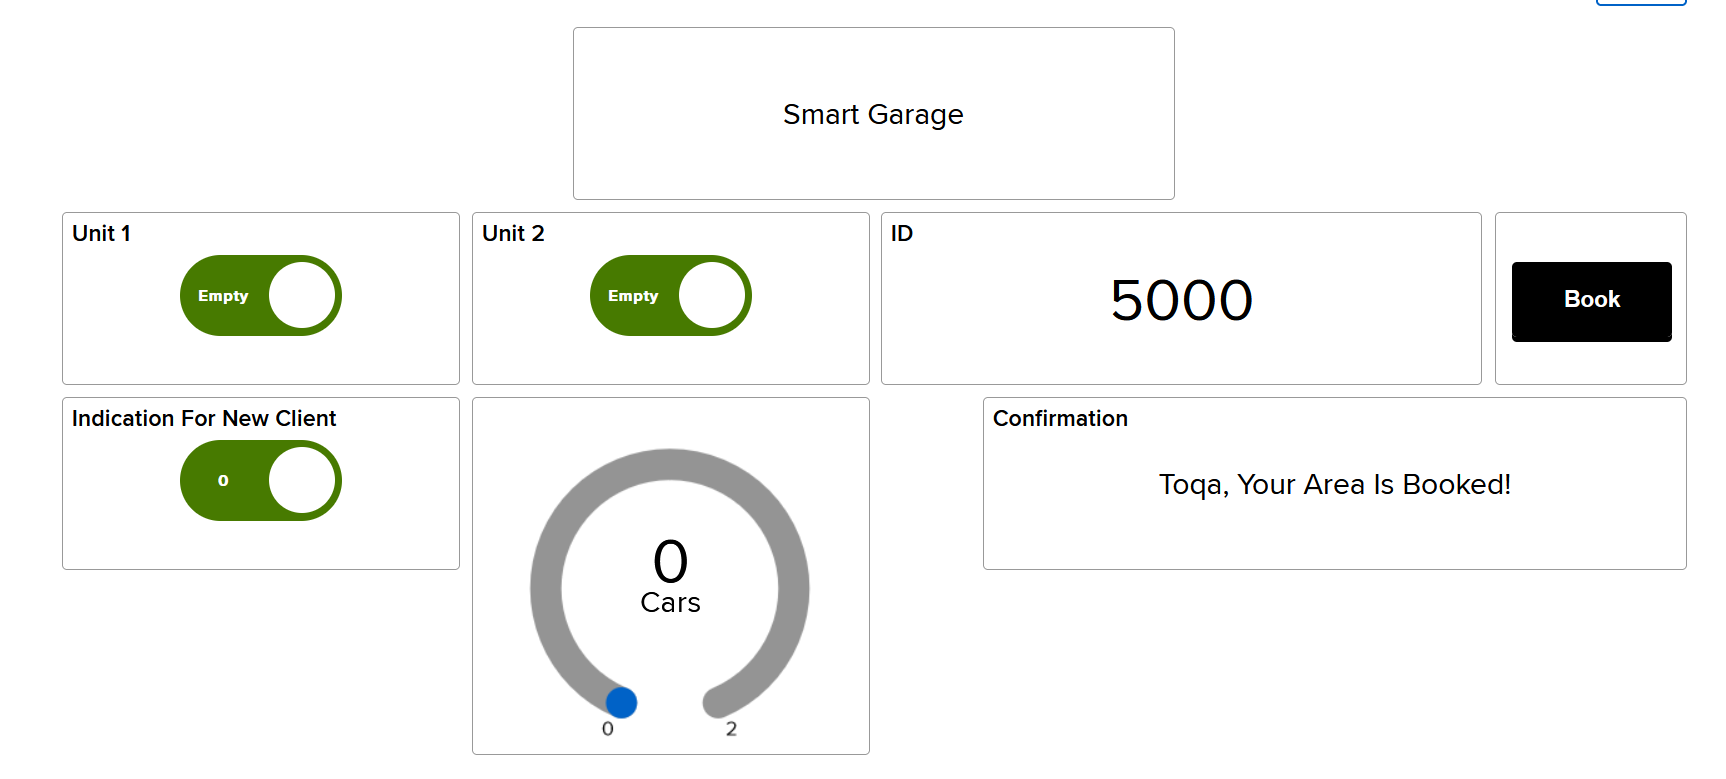 Smart Garage
Unit 1
Empty
Unit 2
Empty
ID
5000
Book
Indication For New Client
0
0
Cars
0
2
Confirmation
Toqa, Your Area Is Booked!